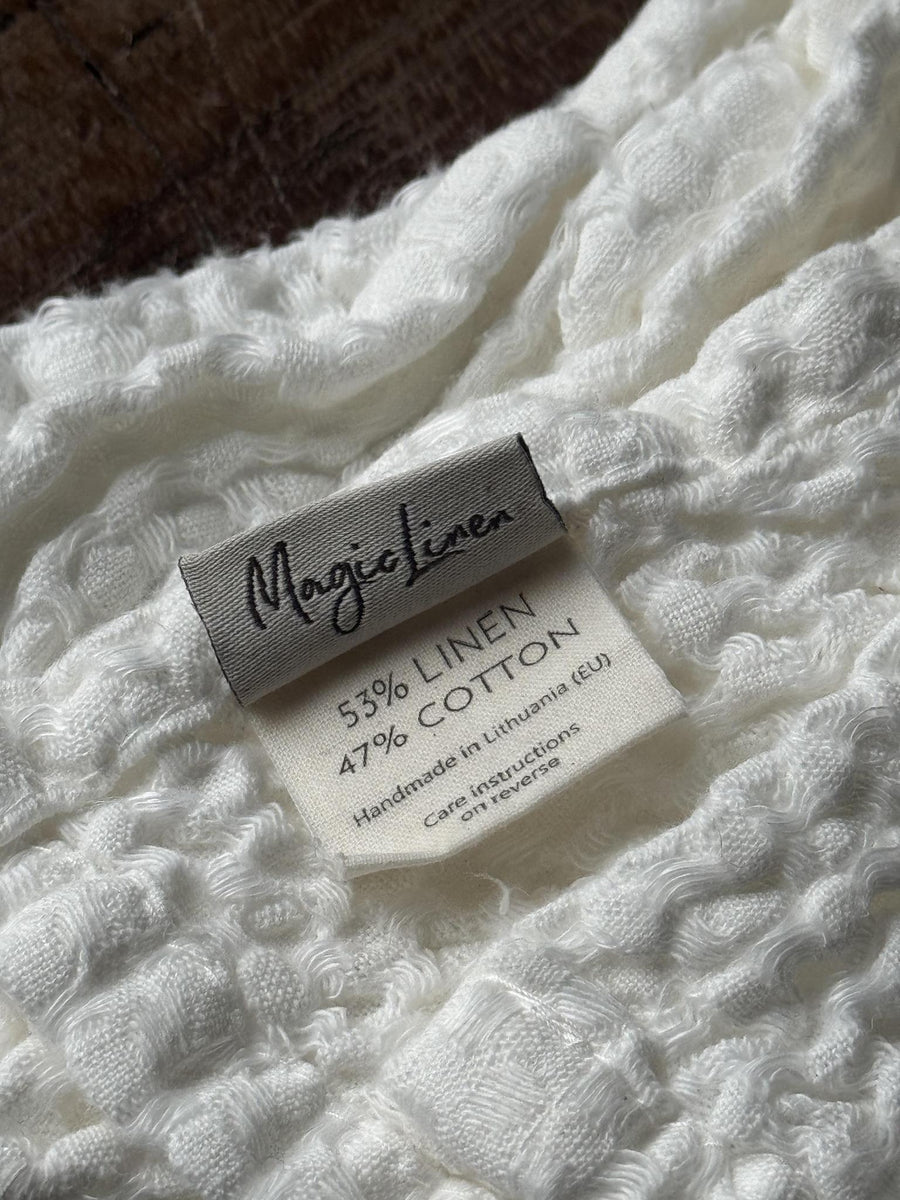 MagicLinen
53% LINEN
47% COTTON
Handmade in Lithuania (EU)
Care instructions
on reverse